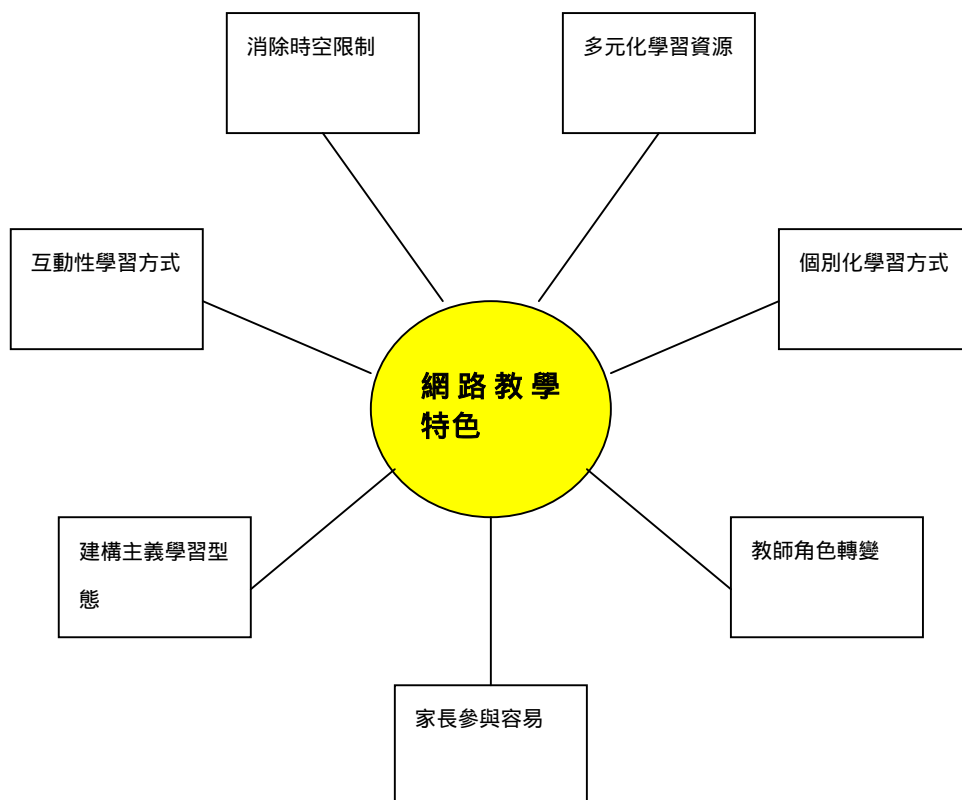 消除時空限制
多元化學習資源
互動性學習方式
個別化學習方式
網路教學
特色
建構主義學習型
態
教師角色轉變
家長參與容易